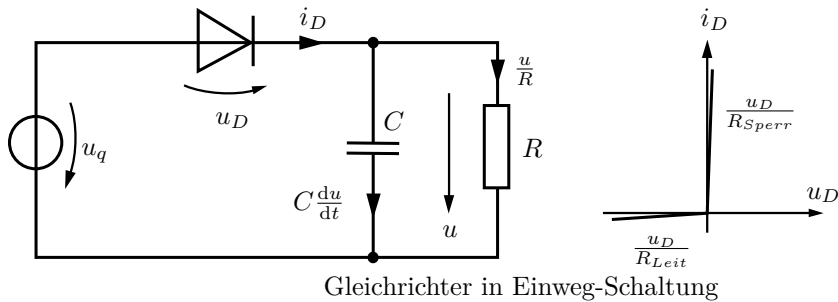 i_D
u_D
u_q
C
C du/dt
u/R
R
u
i_D
u_D/R_Sperr
u_D
u_D/R_Leit
Gleichrichter in Einweg-Schaltung